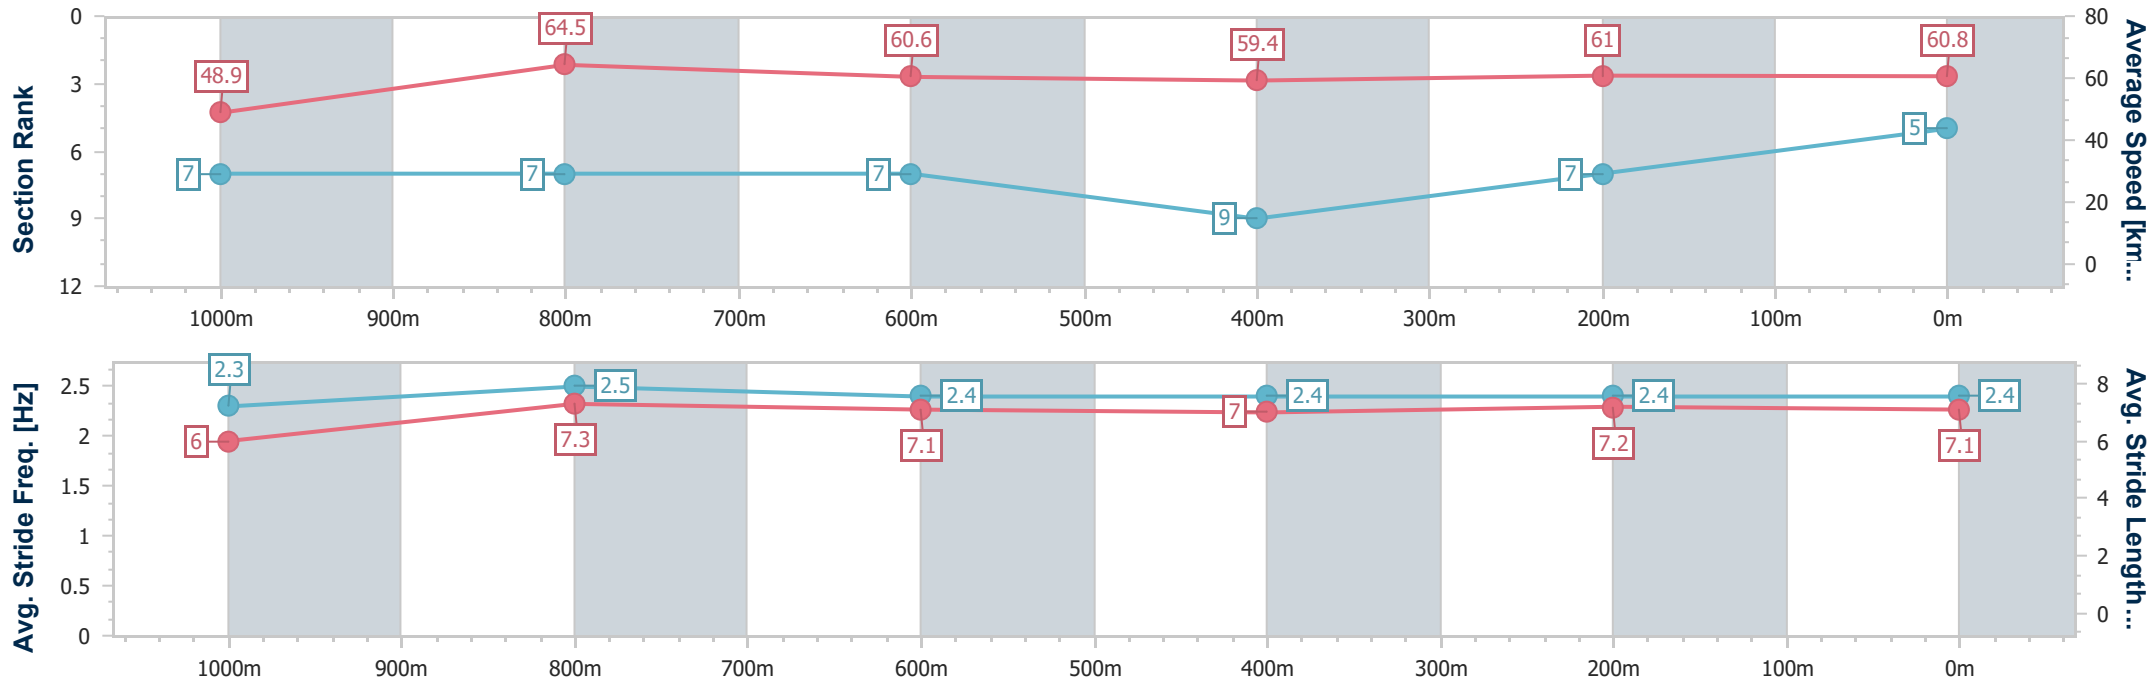 Section Rank
0
3
6
9
12
48.9
64.5
60.6
59.4
61
60.8
7
7
7
9
7
5
80
60
40
20
0
Average Speed [km...
1000m
900m
800m
700m
600m
500m
400m
300m
200m
100m
0m
Avg. Stride Freq. [Hz]
2.5
2
1.5
1
0.5
0
2.3
2.5
2.4
2.4
2.4
2.4
6
7.3
7.1
7
7.2
7.1
8
6
4
2
0
Avg. Stride Length...
1000m
900m
800m
700m
600m
500m
400m
300m
200m
100m
0m